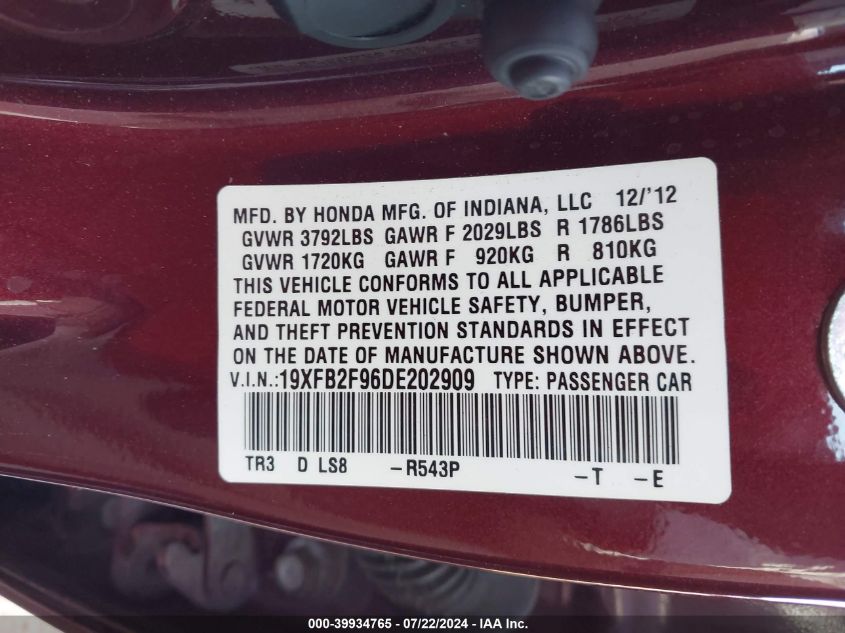 MFD. BY HONDA MFG. OF INDIANA, LLC 12/'12
GVWR 3792LBS GAWR F 2029LBS R 1786LBS
GVWR 1720KG GAWR F 920KG R 810KG
THIS VEHICLE CONFORMS TO ALL APPLICABLE
FEDERAL MOTOR VEHICLE SAFETY, BUMPER,
AND THEFT PREVENTION STANDARDS IN EFFECT
ON THE DATE OF MANUFACTURE SHOWN ABOVE.
V.I.N.:19XFB2F96DE202909 TYPE: PASSENGER CAR
TR3 D LS8 –R543P –T –E
000-39934765 - 07/22/2024 - IAA Inc.